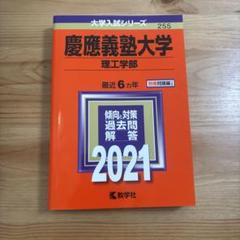 大学入試シリーズ
255
慶應義塾大学
理工学部
最近6カ年
傾向と対策
過去問
解答
2021
教学社